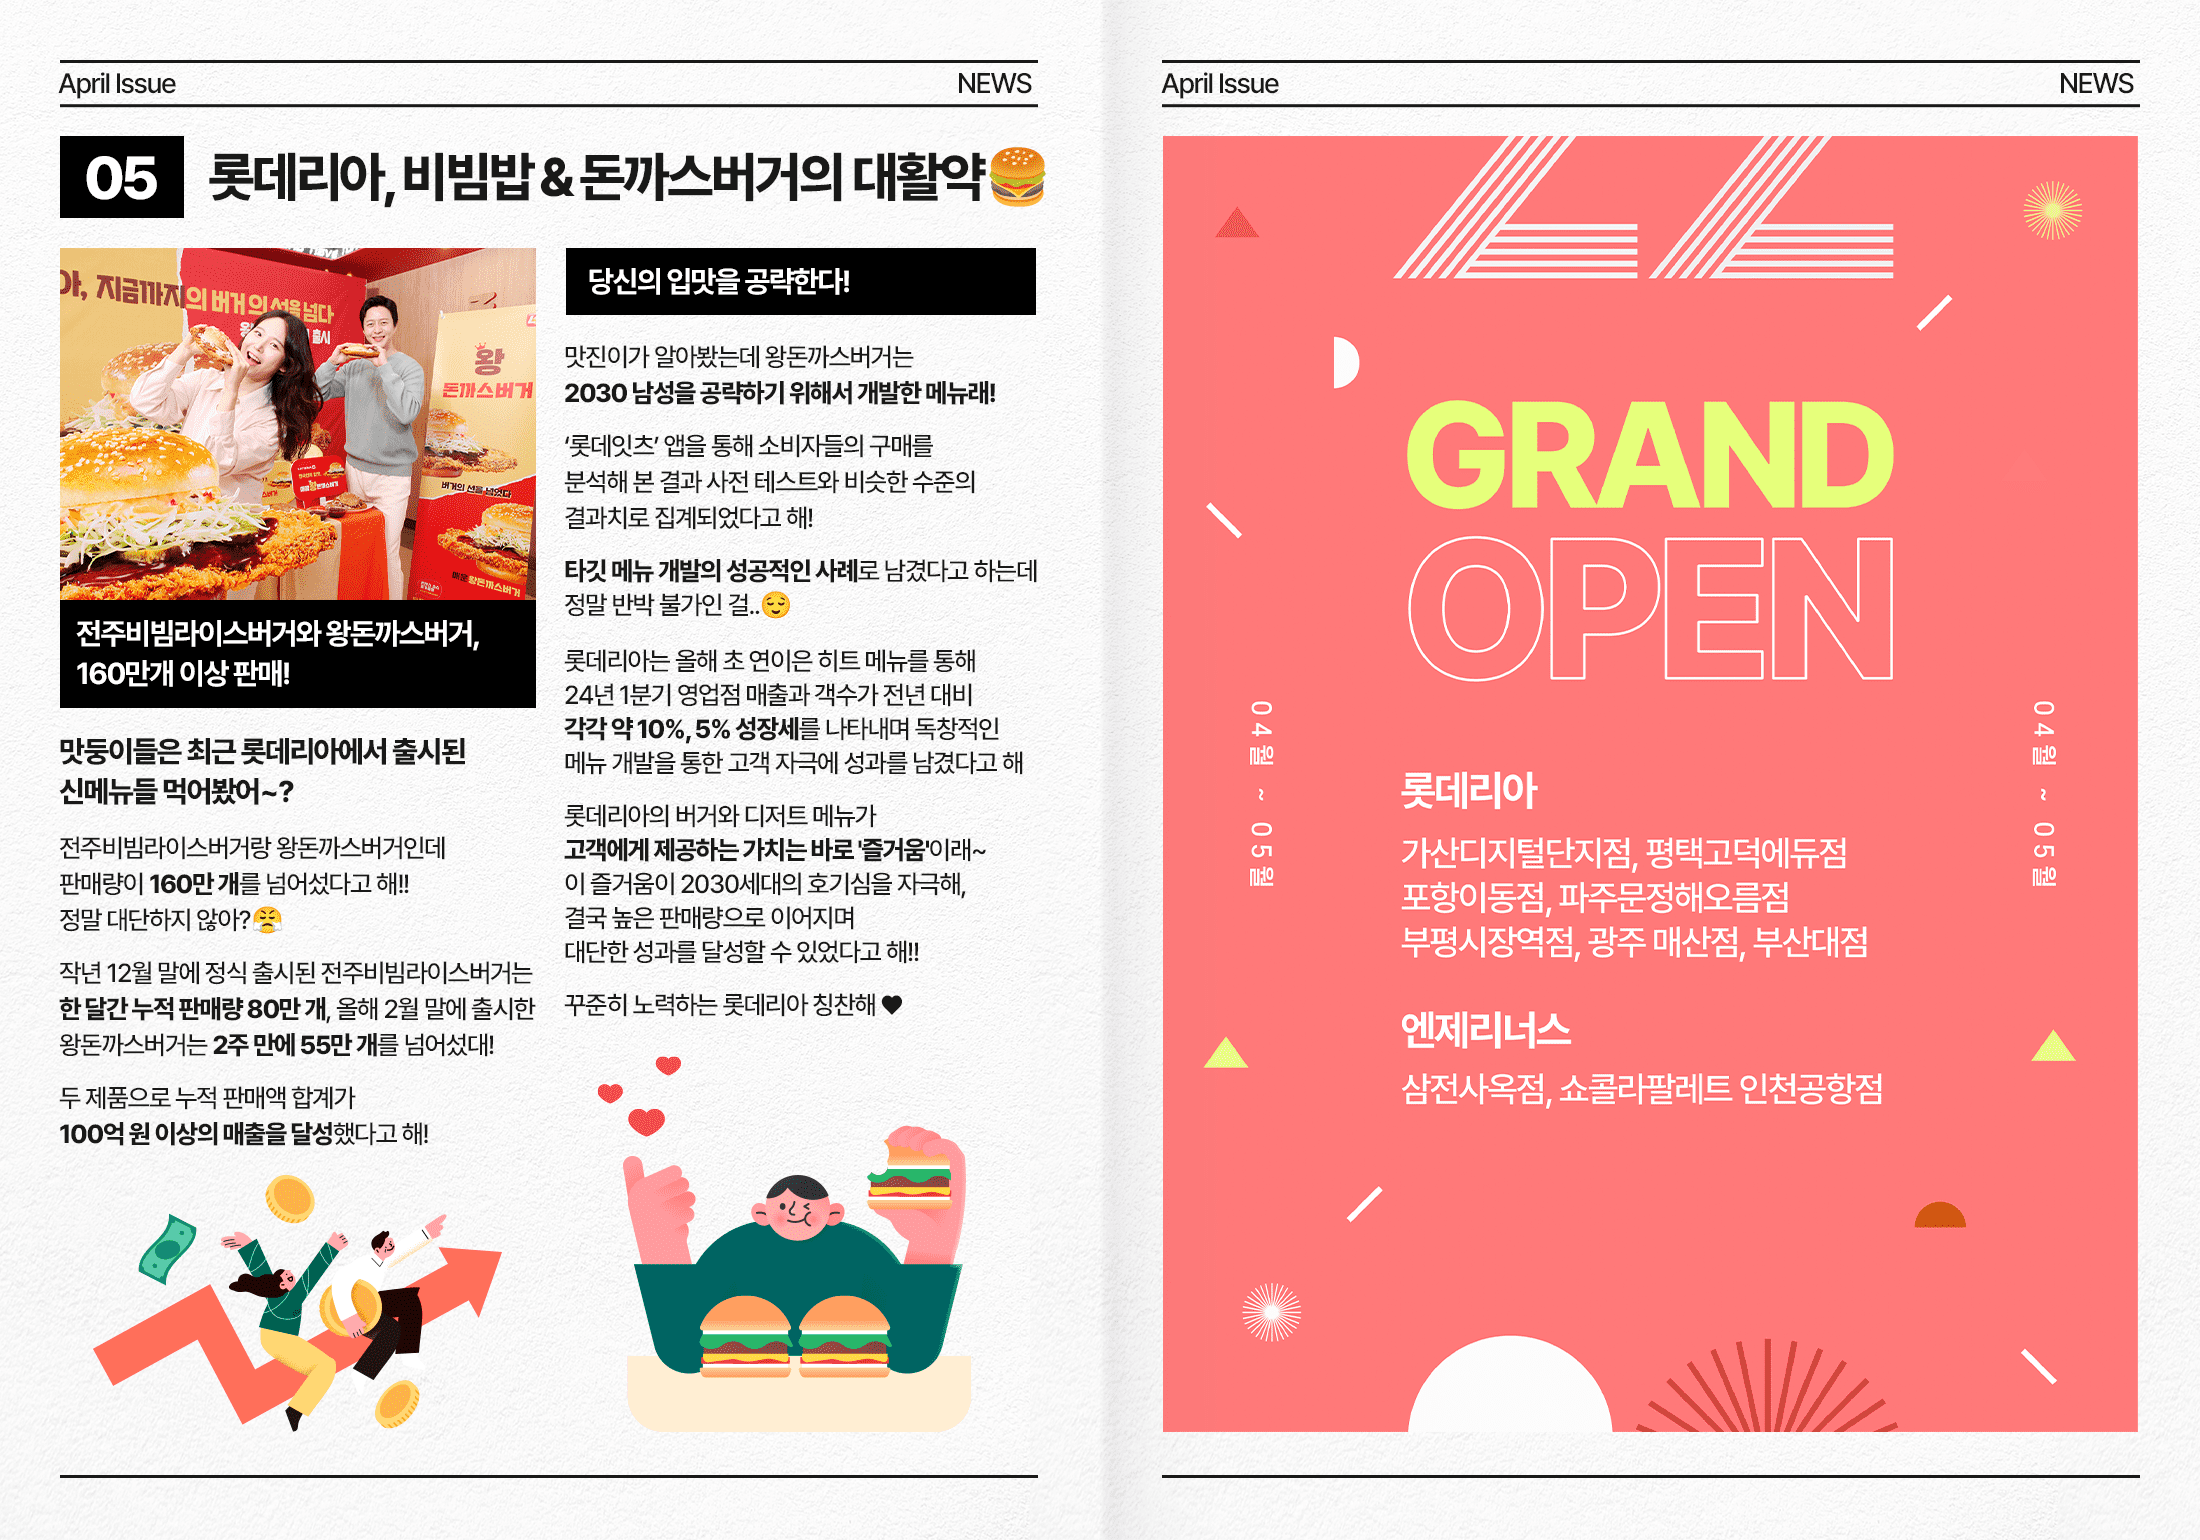 April Issue
NEWS
05
롯데리아, 비빔밥 & 돈까스버거의 대활약🍔
아, 지금까지의 버거의 선을 넘다
출시
왕
돈까스버거
버거의 선을 넘었다
매운 왕돈까스버거
전주비빔라이스버거와 왕돈까스버거,
160만개 이상 판매!
맛둥이들은 최근 롯데리아에서 출시된
신메뉴들 먹어봤어~?
전주비빔라이스버거랑 왕돈까스버거인데
판매량이 160만 개를 넘어섰다고 해!!
정말 대단하지 않아?😤
작년 12월 말에 정식 출시된 전주비빔라이스버거는
한 달간 누적 판매량 80만 개, 올해 2월 말에 출시한
왕돈까스버거는 2주 만에 55만 개를 넘어섰대!
두 제품으로 누적 판매액 합계가
100억 원 이상의 매출을 달성했다고 해!
당신의 입맛을 공략한다!
맛진이가 알아봤는데 왕돈까스버거는
2030 남성을 공략하기 위해서 개발한 메뉴래!
‘롯데잇츠’ 앱을 통해 소비자들의 구매를
분석해 본 결과 사전 테스트와 비슷한 수준의
결과치로 집계되었다고 해!
타깃 메뉴 개발의 성공적인 사례로 남겼다고 하는데
정말 반박 불가인 걸..😌
롯데리아는 올해 초 연이은 히트 메뉴를 통해
24년 1분기 영업점 매출과 객수가 전년 대비
각각 약 10%, 5% 성장세를 나타내며 독창적인
메뉴 개발을 통한 고객 자극에 성과를 남겼다고 해
롯데리아의 버거와 디저트 메뉴가
고객에게 제공하는 가치는 바로 '즐거움'이래~
이 즐거움이 2030세대의 호기심을 자극해,
결국 높은 판매량으로 이어지며
대단한 성과를 달성할 수 있었다고 해!!
꾸준히 노력하는 롯데리아 칭찬해 ♥
April Issue
NEWS
GRAND
OPEN
04월 ~ 05월
04월 ~ 05월
롯데리아
가산디지털단지점, 평택고덕에듀점
포항이동점, 파주문정해오름점
부평시장역점, 광주 매산점, 부산대점
엔제리너스
삼전사옥점, 쇼콜라팔레트 인천공항점